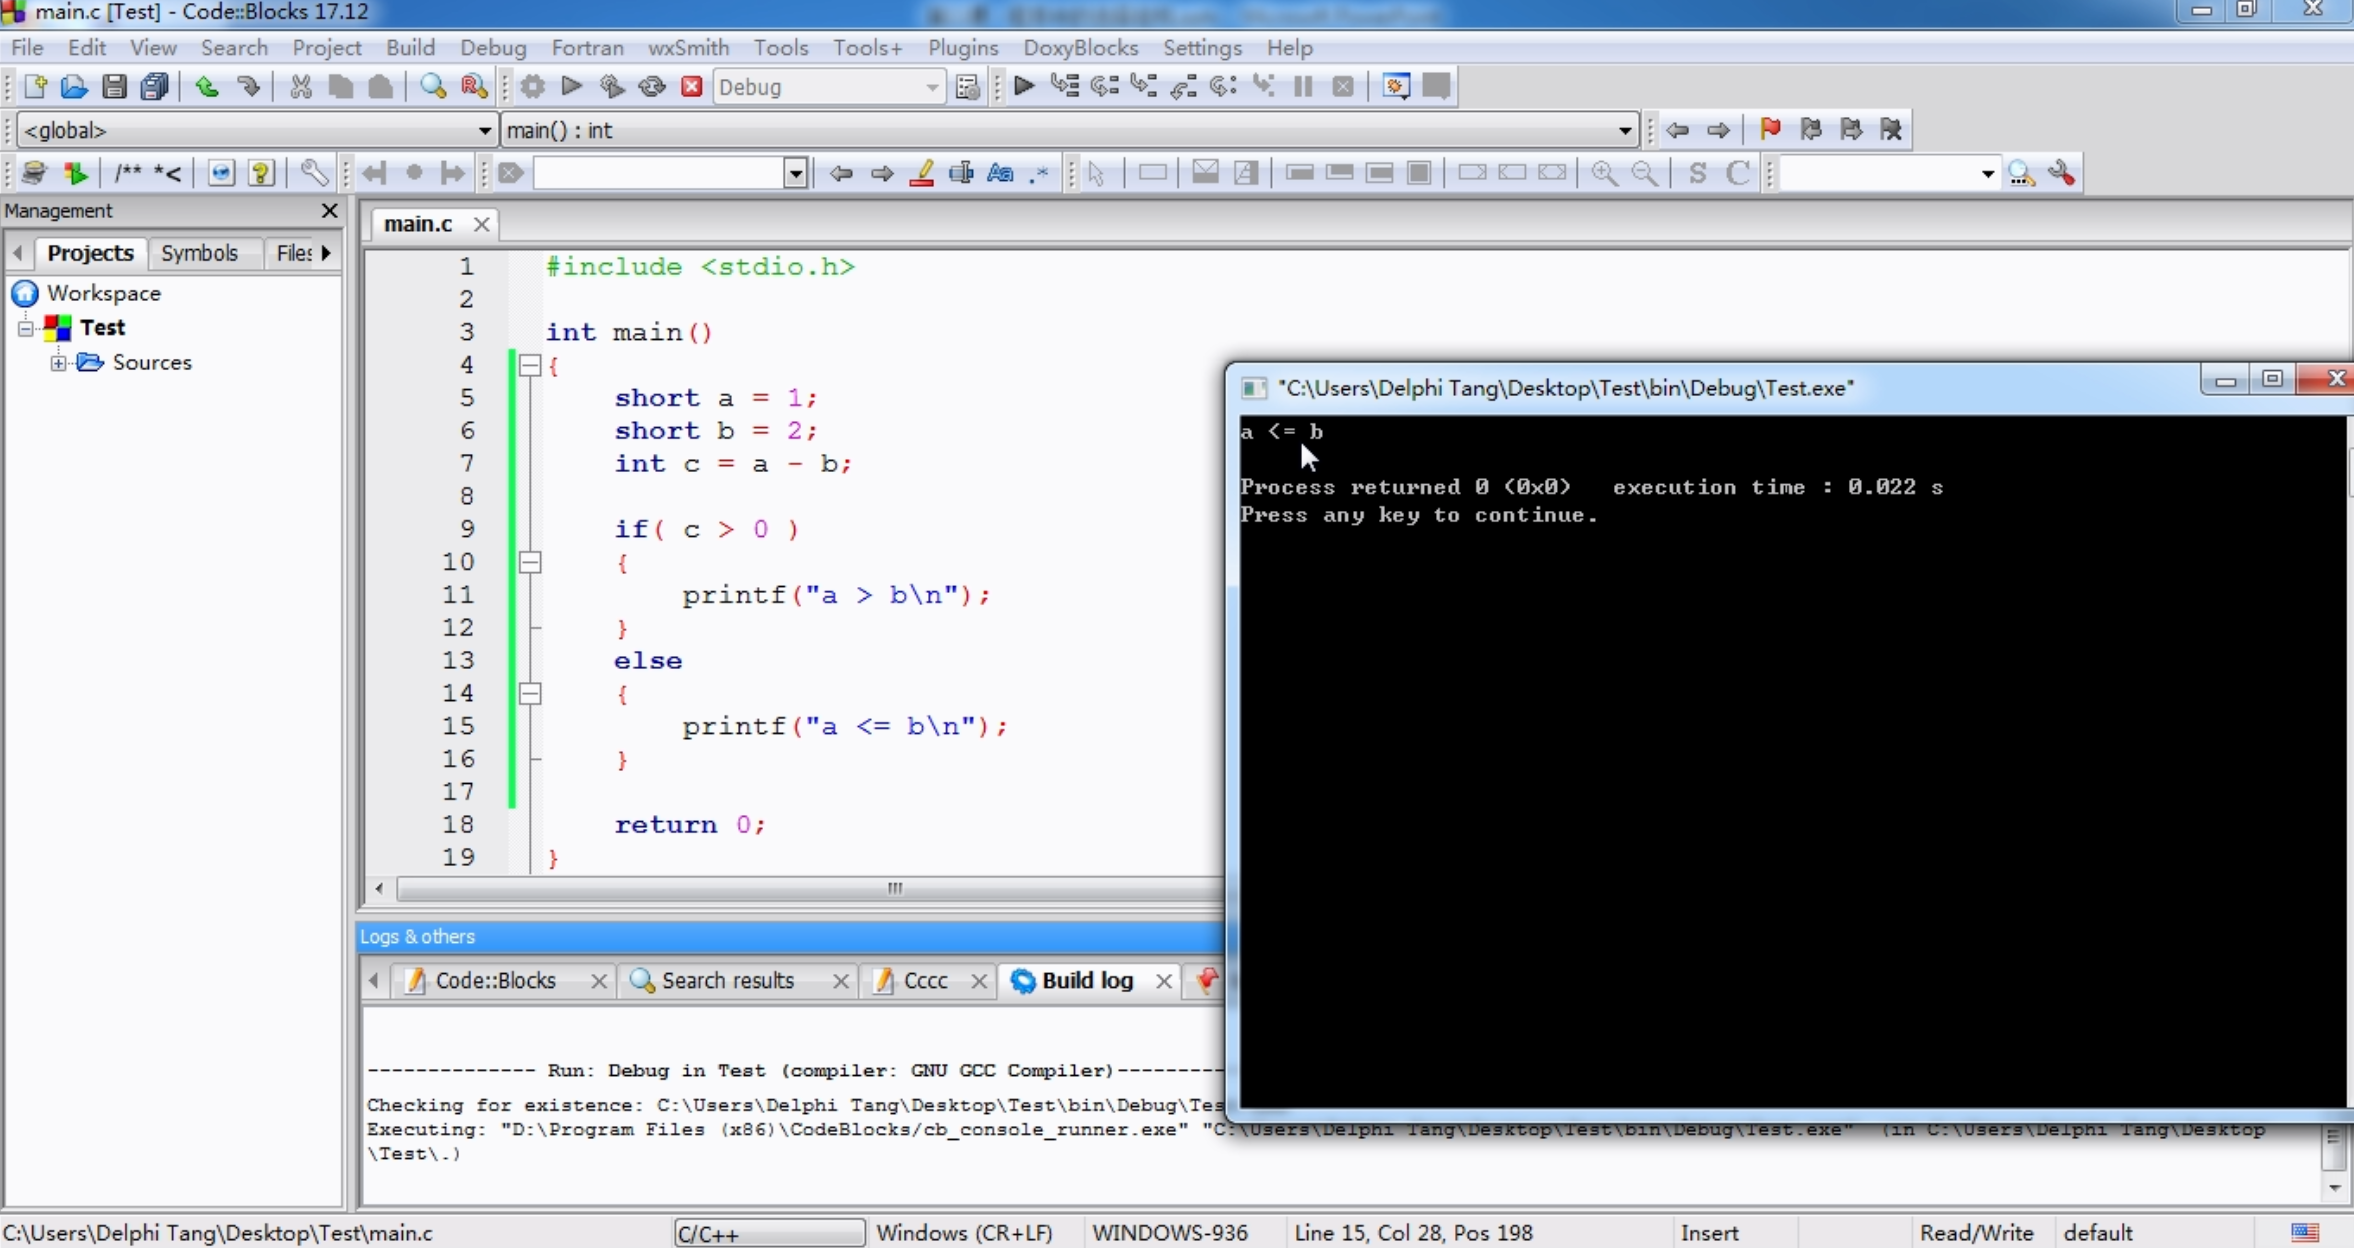 main.c [Test] - Code::Blocks 17.12
File Edit View Search Project Build Debug Fortran wxSmith Tools Tools+ Plugins DoxyBlocks Settings Help
Debug
<global> main() : int
/** *<
Aa .* S C
Management
Projects Symbols Files
Workspace
Test
Sources
main.c
1 #include <stdio.h>
2
3 int main()
4 {
5 short a = 1;
6 short b = 2;
7 int c = a - b;
8
9 if( c > 0 )
10 {
11 printf("a > b\n");
12 }
13 else
14 {
15 printf("a <= b\n");
16 }
17
18 return 0;
19 }
"C:\Users\Delphi Tang\Desktop\Test\bin\Debug\Test.exe"
a <= b
Process returned 0 (0x0) execution time : 0.022 s
Press any key to continue.
Logs & others
Code::Blocks Search results Cccc Build log
-------------- Run: Debug in Test (compiler: GNU GCC Compiler)---------
Checking for existence: C:\Users\Delphi Tang\Desktop\Test\bin\Debug\Tes
Executing: "D:\Program Files (x86)\CodeBlocks/cb_console_runner.exe" "C:\Users\Delphi Tang\Desktop\Test\bin\Debug\Test.exe" (in C:\Users\Delphi Tang\Desktop
\Test\.)
C:\Users\Delphi Tang\Desktop\Test\main.c C/C++ Windows (CR+LF) WINDOWS-936 Line 15, Col 28, Pos 198 Insert Read/Write default